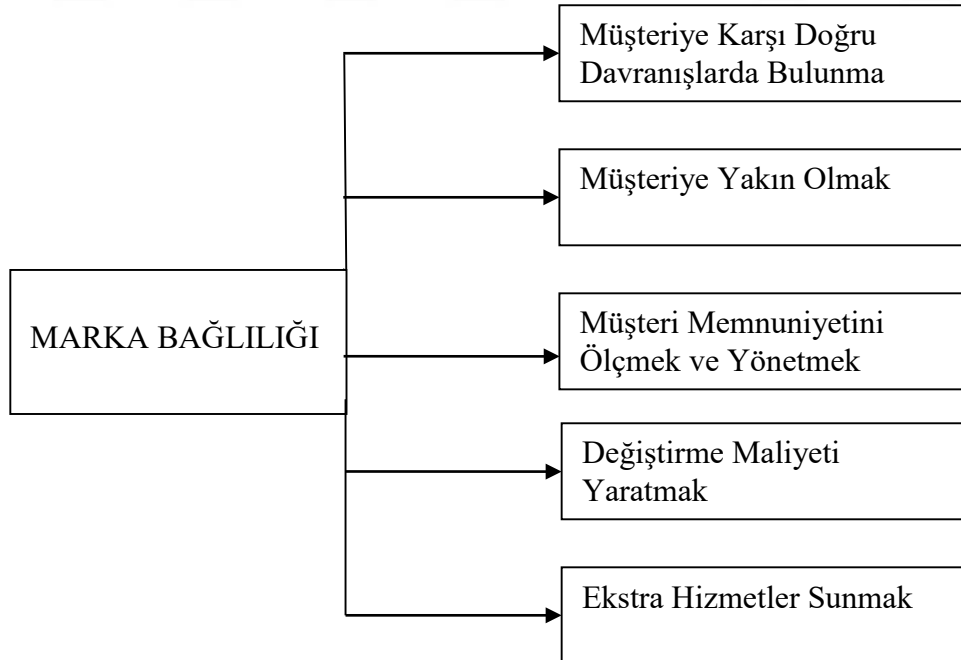 Müşteriye Karşı Doğru
Davranışlarda Bulunma
Müşteriye Yakın Olmak
MARKA BAĞLILIĞI
Müşteri Memnuniyetini
Ölçmek ve Yönetmek
Değiştirme Maliyeti
Yaratmak
Ekstra Hizmetler Sunmak